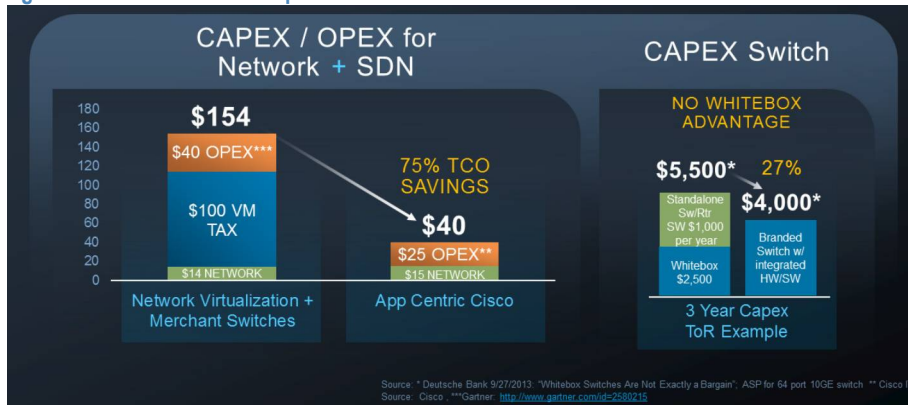 CAPEX / OPEX for
Network + SDN
180
160
140
120
100
80
60
40
20
0
$154
$40 OPEX***
$100 VM
TAX
$14 NETWORK
75% TCO
SAVINGS
$40
$25 OPEX**
$15 NETWORK
Network Virtualization +
Merchant Switches
App Centric Cisco
CAPEX Switch
NO WHITEBOX
ADVANTAGE
$5,500*
27%
$4,000*
Standalone
Sw/Rtr
SW $1,000
per year
Whitebox
$2,500
Branded
Switch w/
integrated
HW/SW
3 Year Capex
ToR Example
Source: * Deutsche Bank 9/27/2013: "Whitebox Switches Are Not Exactly a Bargain"; ASP for 64 port 10GE switch ** Cisco
Source: Cisco , ***Gartner: http://www.gartner.com/id=2580215